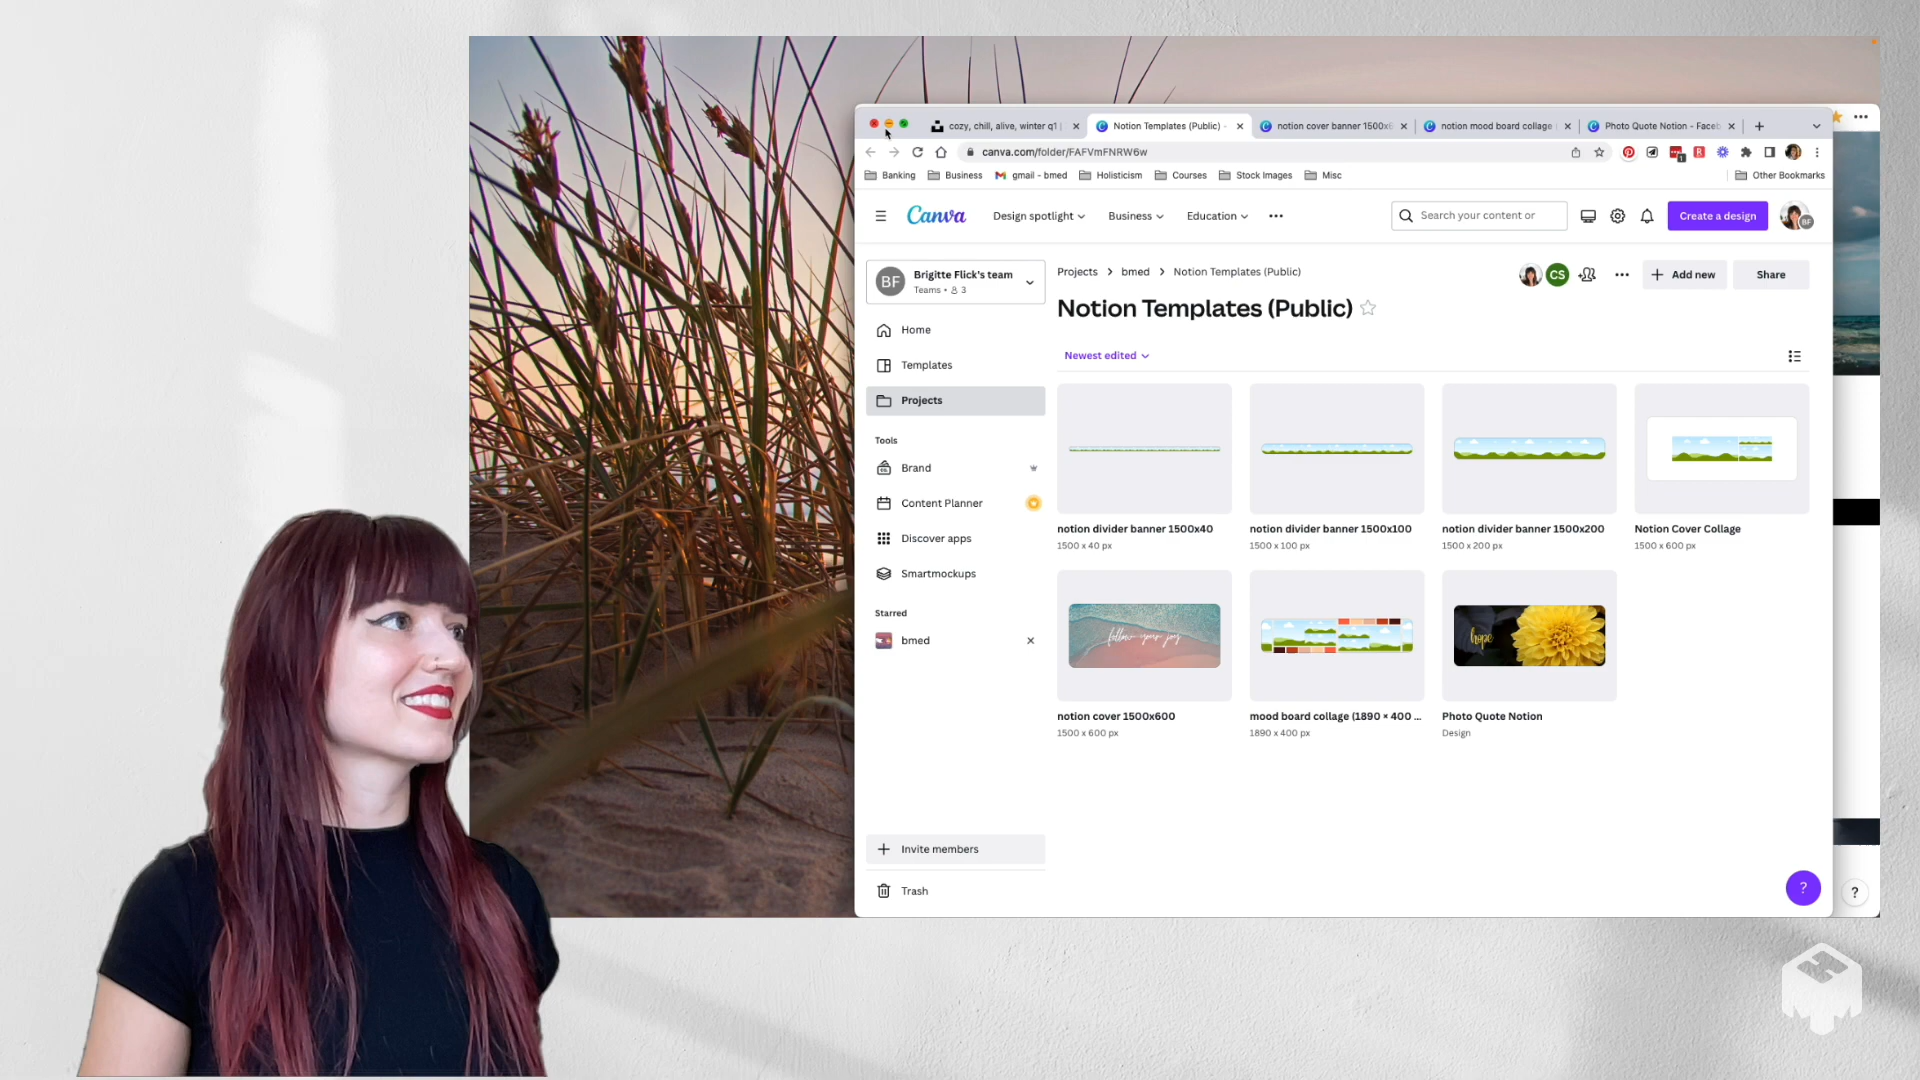 cozy, chill, alive, winter q1
Notion Templates (Public) -
notion cover banner 1500x6
notion mood board collage
Photo Quote Notion - Faceb
canva.com/folder/FAFVmFNRW6w
Banking
Business
gmail - bmed
Holisticism
Courses
Stock Images
Misc
Other Bookmarks
Canva
Design spotlight
Business
Education
Search your content or
Create a design
BF
Brigitte Flick's team
Teams • 3
Projects > bmed > Notion Templates (Public)
CS
Add new
Share
Notion Templates (Public)
Home
Templates
Projects
Newest edited
Tools
Brand
Content Planner
Discover apps
Smartmockups
Starred
bmed
notion divider banner 1500x40
1500 x 40 px
notion divider banner 1500x100
1500 x 100 px
notion divider banner 1500x200
1500 x 200 px
Notion Cover Collage
1500 x 600 px
follow your joy
hope
notion cover 1500x600
1500 x 600 px
mood board collage (1890 × 400 ...
1890 x 400 px
Photo Quote Notion
Design
Invite members
Trash
?
?